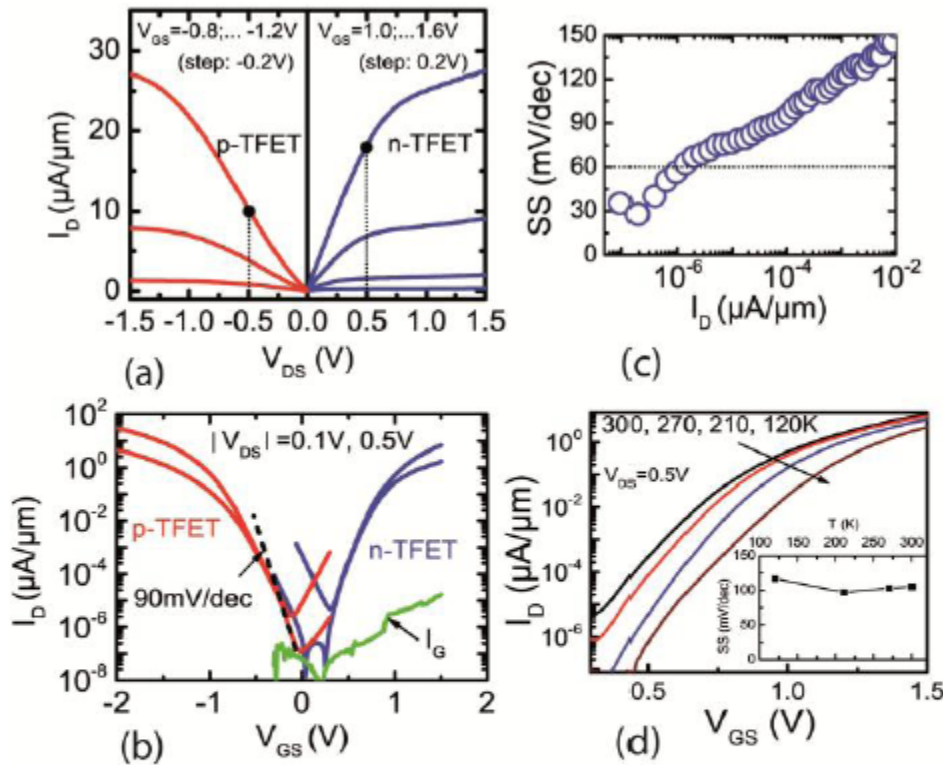 V_GS=-0.8;... -1.2V
(step: -0.2V)
V_GS=1.0;...1.6V
(step: 0.2V)
p-TFET
n-TFET
I_D (µA/µm)
30
20
10
0
-1.5 -1.0 -0.5 0.0 0.5 1.0 1.5
V_DS (V)
(a)
SS (mV/dec)
150
120
90
60
30
0
10^-6 10^-4 10^-2
I_D (µA/µm)
(c)
|V_DS| =0.1V, 0.5V
p-TFET
n-TFET
90mV/dec
I_G
I_D (µA/µm)
10^2
10^0
10^-2
10^-4
10^-6
10^-8
-2 -1 0 1 2
V_GS (V)
(b)
300, 270, 210, 120K
V_DS=0.5V
I_D (µA/µm)
10^0
10^-2
10^-4
10^-6
T (K)
100 150 200 250 300
SS (mV/dec)
150
100
50
0
0.5 1.0 1.5
V_GS (V)
(d)